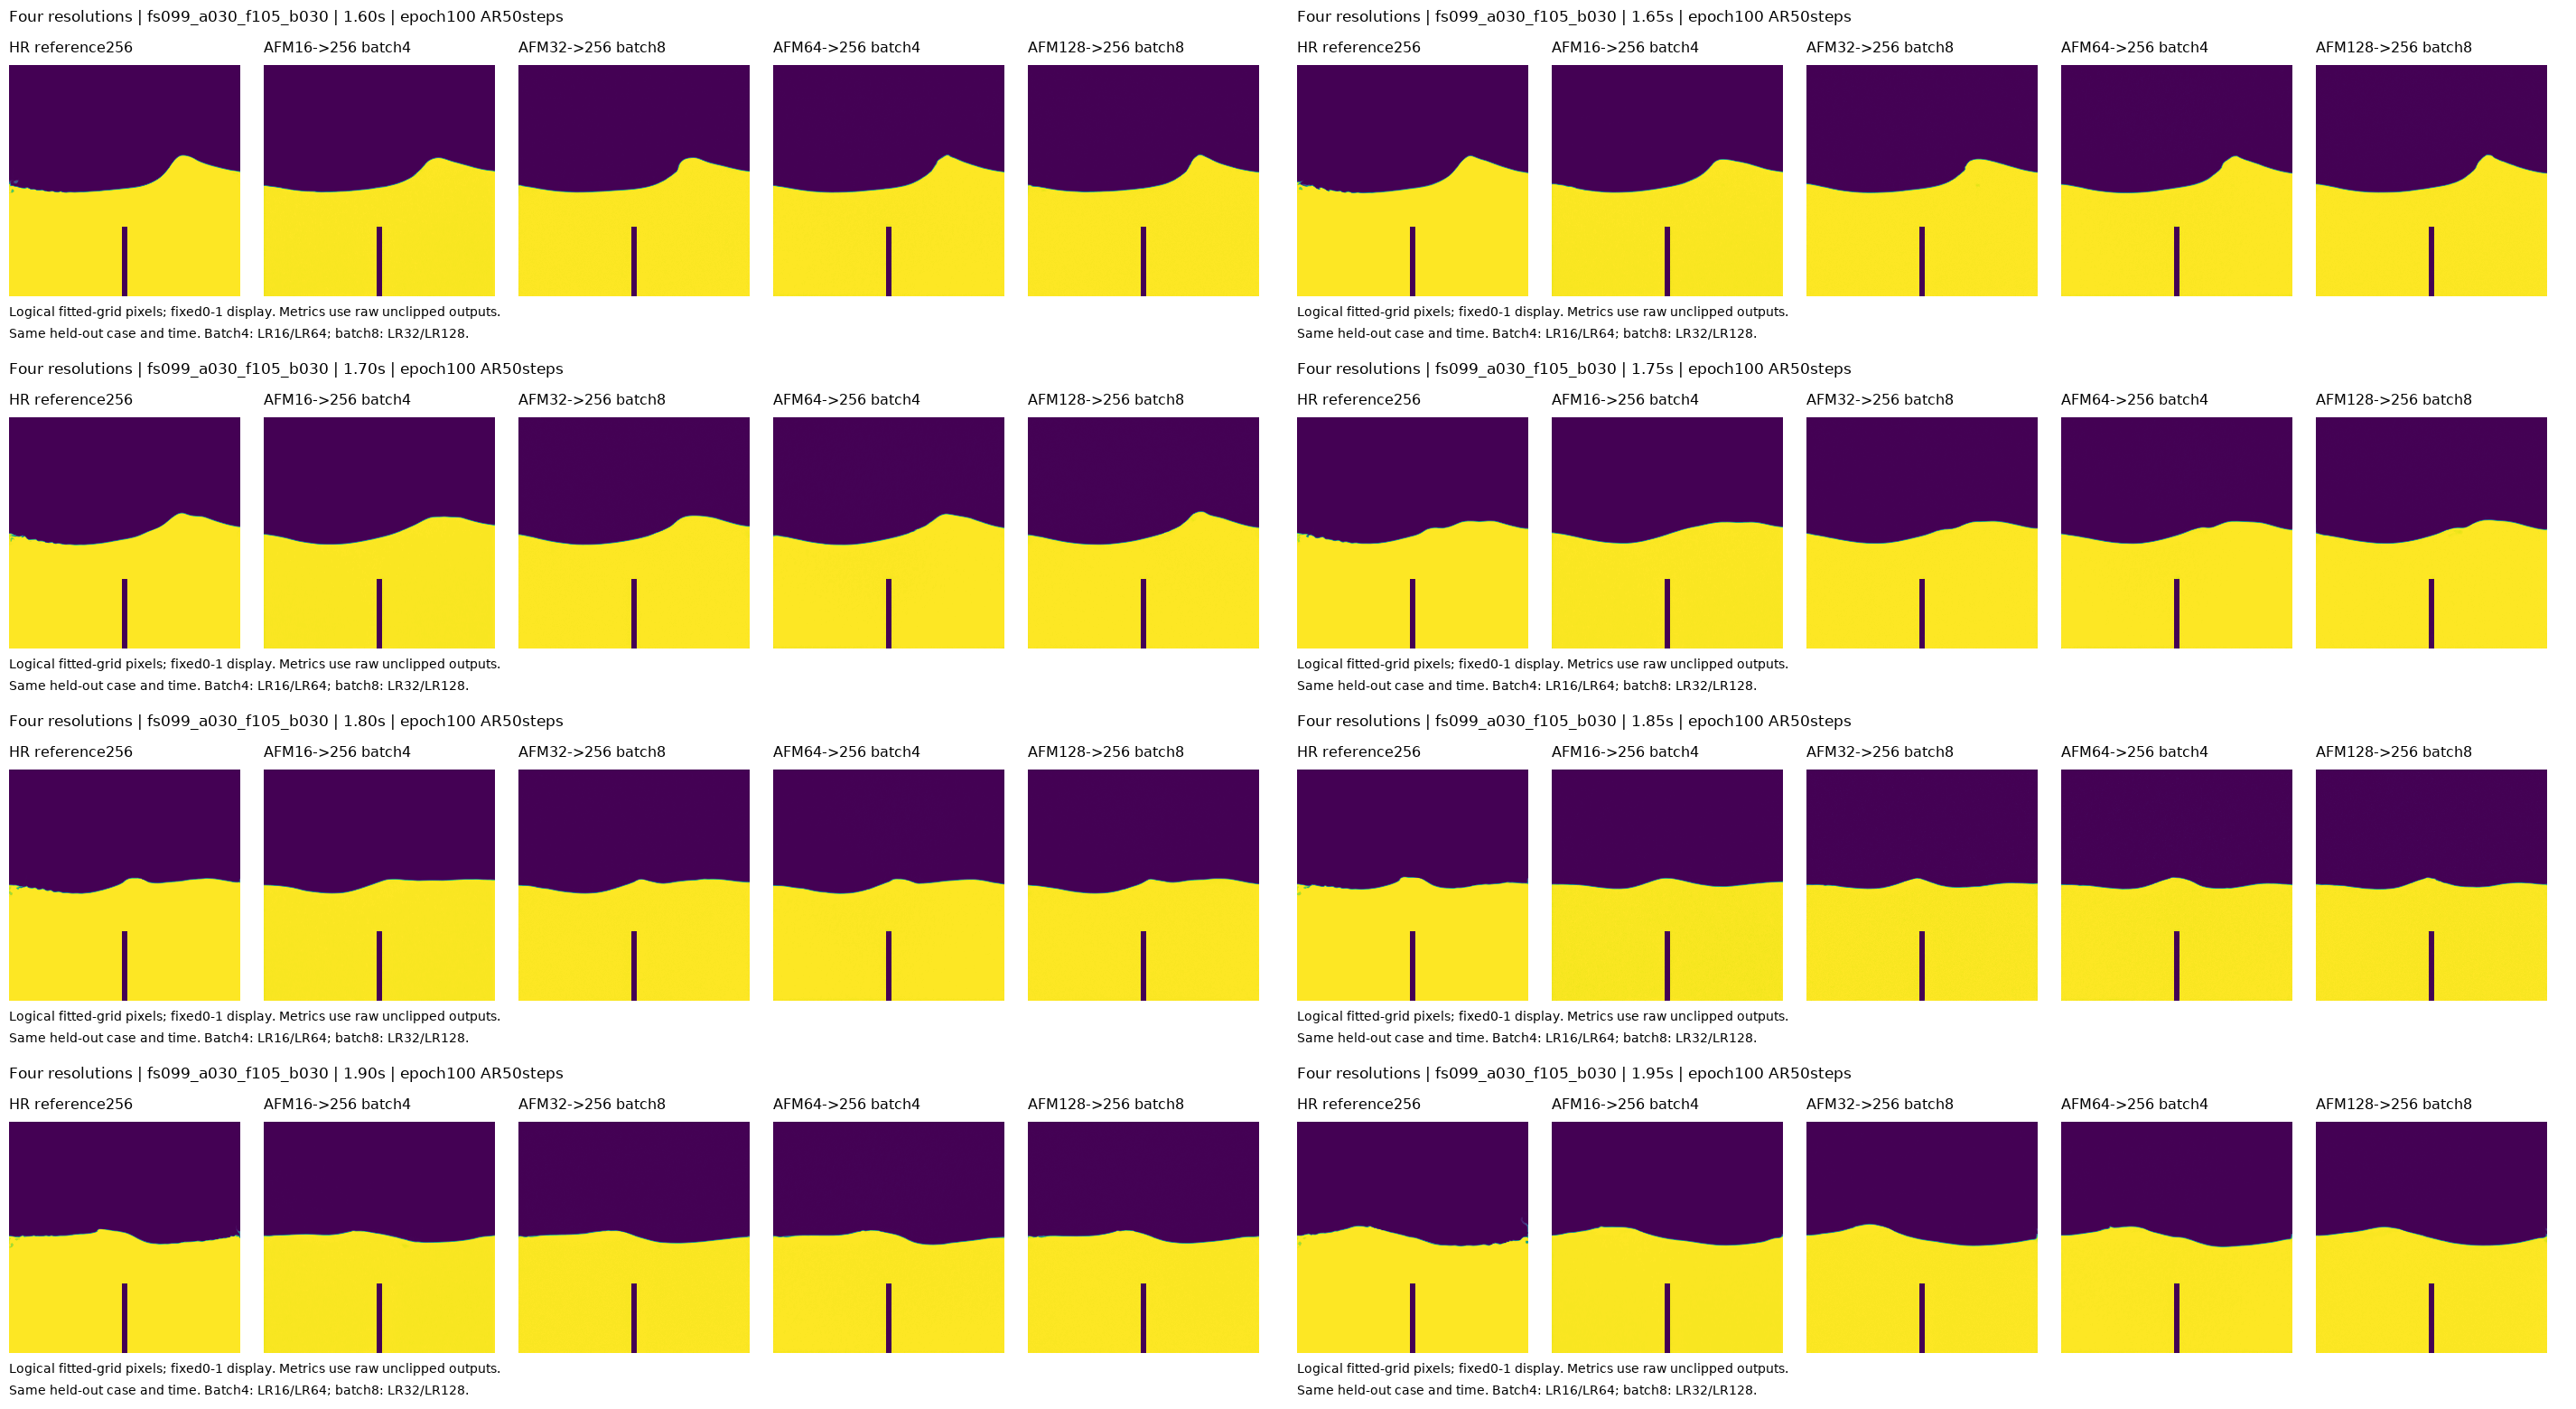 Four resolutions | fs099_a030_f105_b030 | 1.60s | epoch100 AR50steps
HR reference256 AFM16->256 batch4 AFM32->256 batch8 AFM64->256 batch4 AFM128->256 batch8
Logical fitted-grid pixels; fixed0-1 display. Metrics use raw unclipped outputs.
Same held-out case and time. Batch4: LR16/LR64; batch8: LR32/LR128.
Four resolutions | fs099_a030_f105_b030 | 1.65s | epoch100 AR50steps
HR reference256 AFM16->256 batch4 AFM32->256 batch8 AFM64->256 batch4 AFM128->256 batch8
Logical fitted-grid pixels; fixed0-1 display. Metrics use raw unclipped outputs.
Same held-out case and time. Batch4: LR16/LR64; batch8: LR32/LR128.
Four resolutions | fs099_a030_f105_b030 | 1.70s | epoch100 AR50steps
HR reference256 AFM16->256 batch4 AFM32->256 batch8 AFM64->256 batch4 AFM128->256 batch8
Logical fitted-grid pixels; fixed0-1 display. Metrics use raw unclipped outputs.
Same held-out case and time. Batch4: LR16/LR64; batch8: LR32/LR128.
Four resolutions | fs099_a030_f105_b030 | 1.75s | epoch100 AR50steps
HR reference256 AFM16->256 batch4 AFM32->256 batch8 AFM64->256 batch4 AFM128->256 batch8
Logical fitted-grid pixels; fixed0-1 display. Metrics use raw unclipped outputs.
Same held-out case and time. Batch4: LR16/LR64; batch8: LR32/LR128.
Four resolutions | fs099_a030_f105_b030 | 1.80s | epoch100 AR50steps
HR reference256 AFM16->256 batch4 AFM32->256 batch8 AFM64->256 batch4 AFM128->256 batch8
Logical fitted-grid pixels; fixed0-1 display. Metrics use raw unclipped outputs.
Same held-out case and time. Batch4: LR16/LR64; batch8: LR32/LR128.
Four resolutions | fs099_a030_f105_b030 | 1.85s | epoch100 AR50steps
HR reference256 AFM16->256 batch4 AFM32->256 batch8 AFM64->256 batch4 AFM128->256 batch8
Logical fitted-grid pixels; fixed0-1 display. Metrics use raw unclipped outputs.
Same held-out case and time. Batch4: LR16/LR64; batch8: LR32/LR128.
Four resolutions | fs099_a030_f105_b030 | 1.90s | epoch100 AR50steps
HR reference256 AFM16->256 batch4 AFM32->256 batch8 AFM64->256 batch4 AFM128->256 batch8
Logical fitted-grid pixels; fixed0-1 display. Metrics use raw unclipped outputs.
Same held-out case and time. Batch4: LR16/LR64; batch8: LR32/LR128.
Four resolutions | fs099_a030_f105_b030 | 1.95s | epoch100 AR50steps
HR reference256 AFM16->256 batch4 AFM32->256 batch8 AFM64->256 batch4 AFM128->256 batch8
Logical fitted-grid pixels; fixed0-1 display. Metrics use raw unclipped outputs.
Same held-out case and time. Batch4: LR16/LR64; batch8: LR32/LR128.